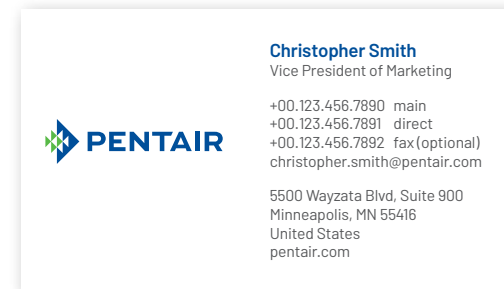 PENTAIR
Christopher Smith
Vice President of Marketing
+00.123.456.7890 main
+00.123.456.7891 direct
+00.123.456.7892 fax (optional)
christopher.smith@pentair.com
5500 Wayzata Blvd, Suite 900
Minneapolis, MN 55416
United States
pentair.com